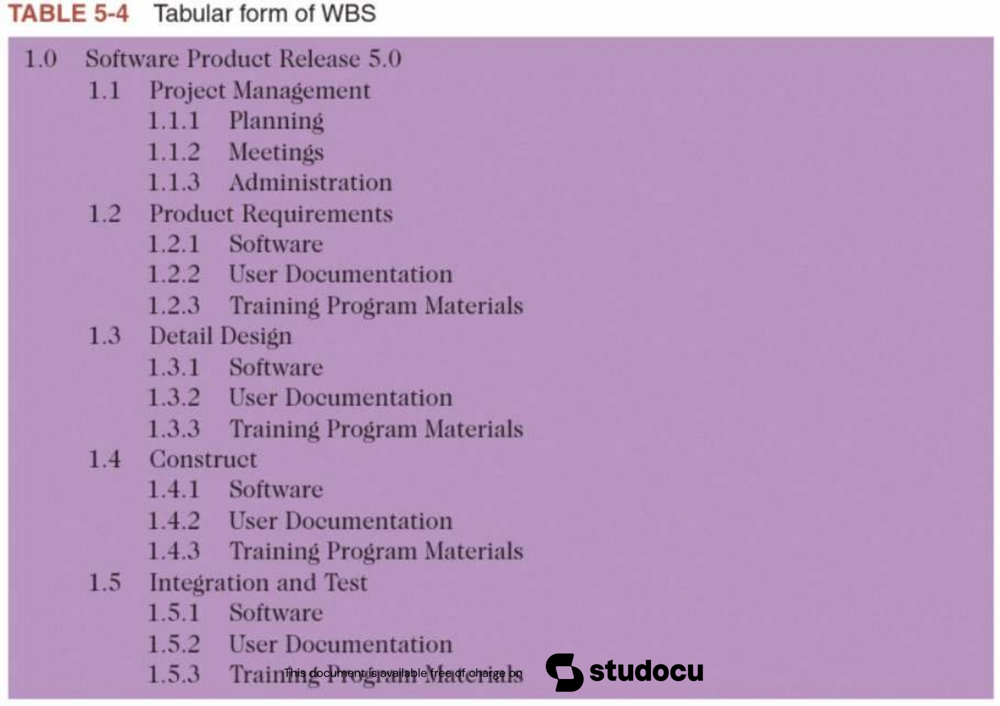 TABLE 5-4 Tabular form of WBS
1.0 Software Product Release 5.0
1.1 Project Management
1.1.1 Planning
1.1.2 Meetings
1.1.3 Administration
1.2 Product Requirements
1.2.1 Software
1.2.2 User Documentation
1.2.3 Training Program Materials
1.3 Detail Design
1.3.1 Software
1.3.2 User Documentation
1.3.3 Training Program Materials
1.4 Construct
1.4.1 Software
1.4.2 User Documentation
1.4.3 Training Program Materials
1.5 Integration and Test
1.5.1 Software
1.5.2 User Documentation
1.5.3 Training Program Materials
This document is available free of charge on studocu